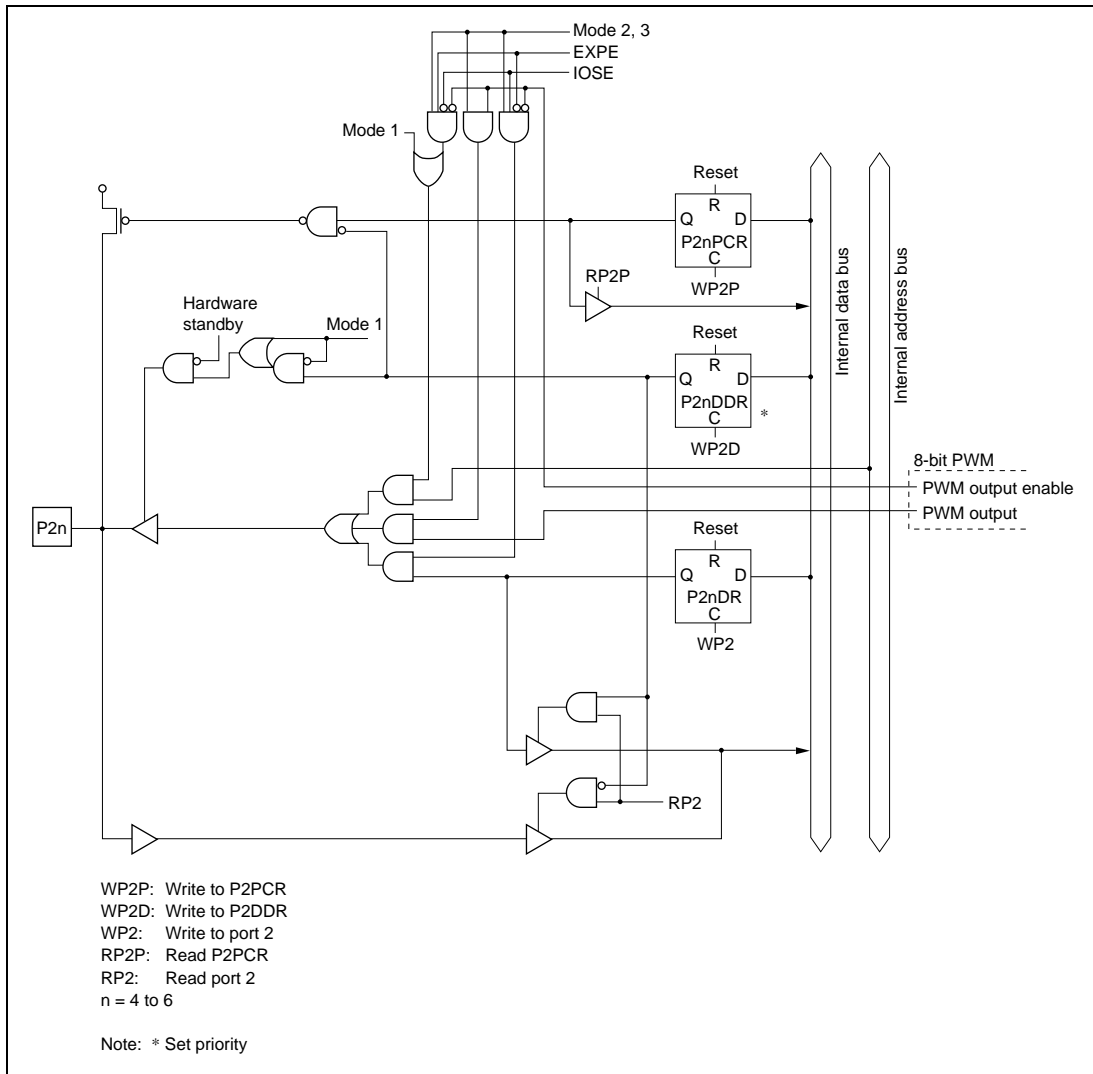 Mode 2, 3
EXPE
IOSE
Mode 1
Reset
R
Q D
P2nPCR
C
WP2P
RP2P
Hardware
standby
Mode 1
Reset
R
Q D
P2nDDR
C
*
WP2D
Internal data bus
Internal address bus
8-bit PWM
PWM output enable
PWM output
P2n
Reset
R
Q D
P2nDR
C
WP2
RP2
WP2P: Write to P2PCR
WP2D: Write to P2DDR
WP2: Write to port 2
RP2P: Read P2PCR
RP2: Read port 2
n = 4 to 6
Note: * Set priority